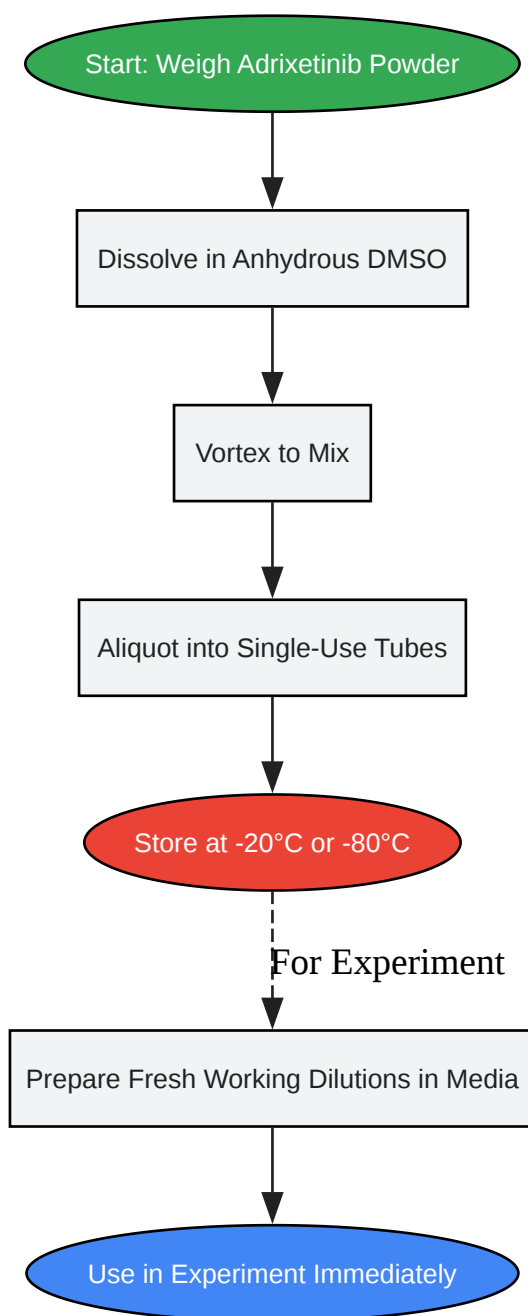 Start: Weigh Adrixetinib Powder
Dissolve in Anhydrous DMSO
Vortex to Mix
Aliquot into Single-Use Tubes
Store at -20°C or -80°C
For Experiment
Prepare Fresh Working Dilutions in Media
Use in Experiment Immediately